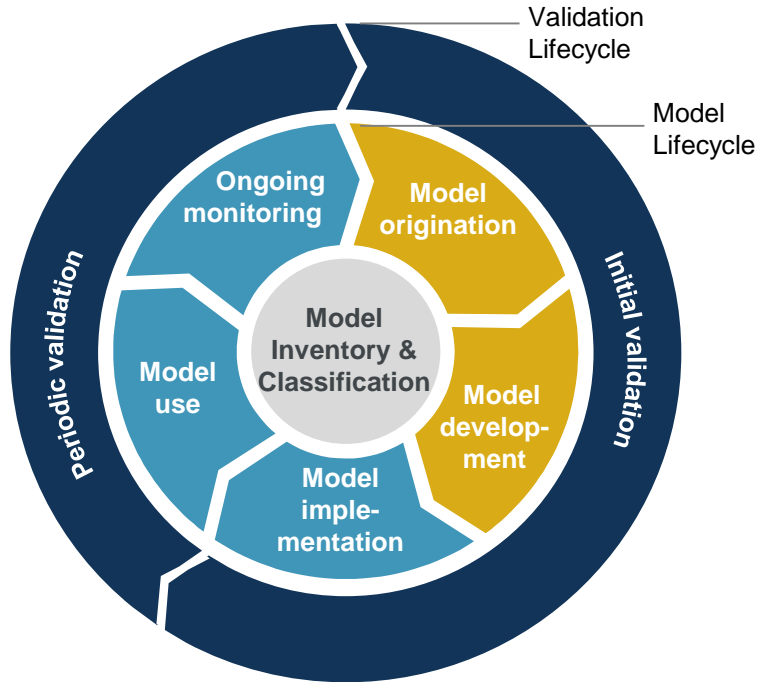 Validation
Lifecycle
Model
Lifecycle
Ongoing
monitoring
Model
origination
Periodic validation
Initial validation
Model
Inventory &
Classification
Model
use
Model
develop-
ment
Model
imple-
mentation